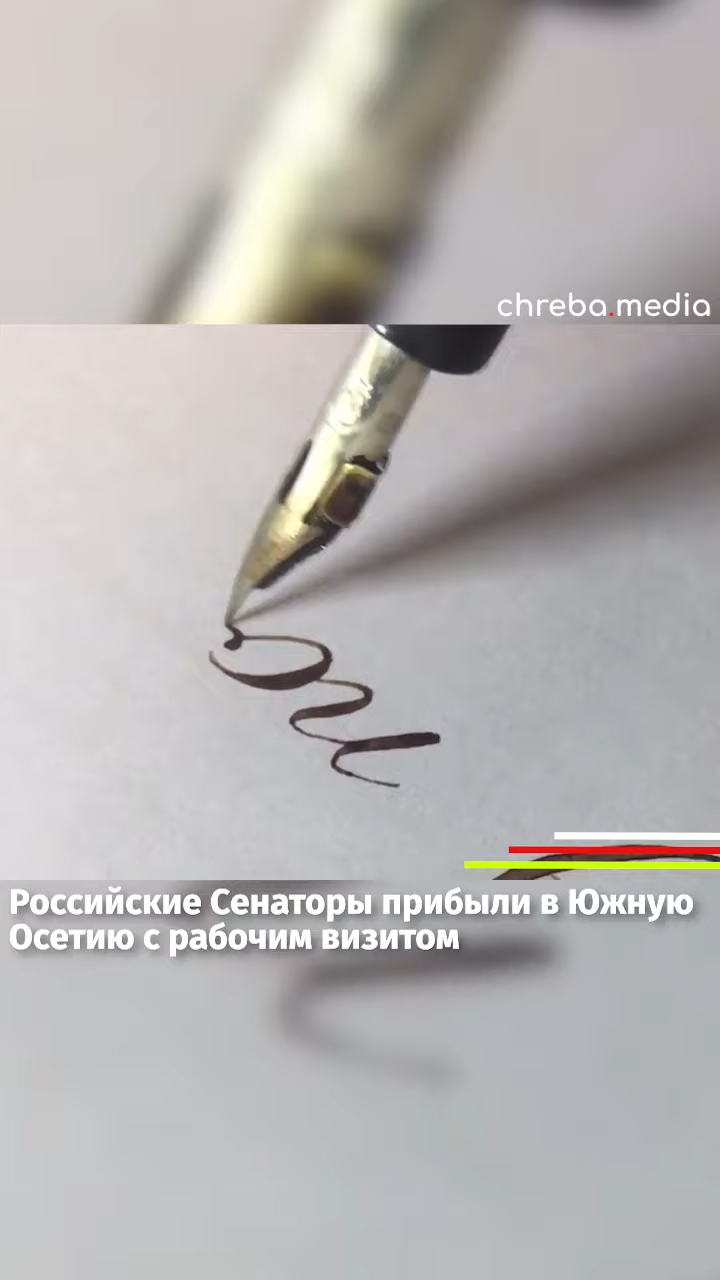 chreba.media
Российские Сенаторы прибыли в Южную
Осетию с рабочим визитом